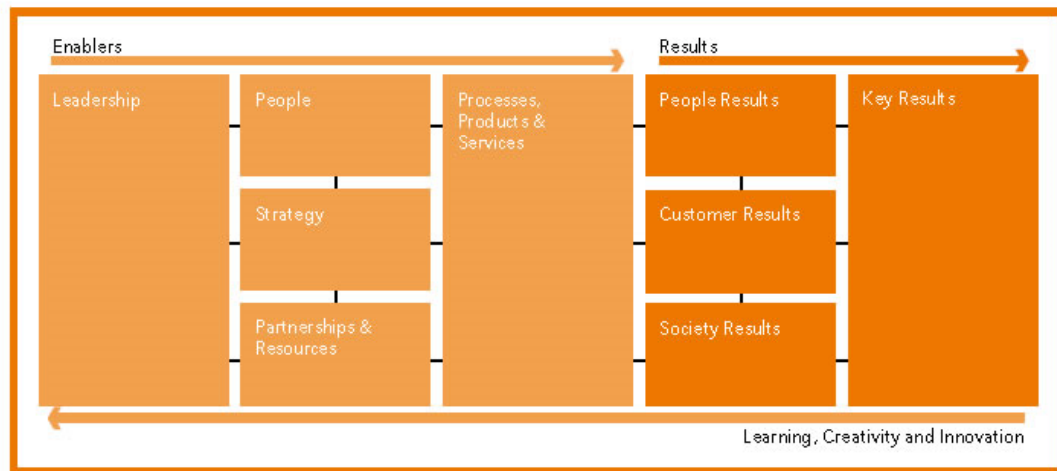 Enablers
Results
Leadership
People
Processes,
Products &
Services
People Results
Key Results
Strategy
Customer Results
Partnerships &
Resources
Society Results
Learning, Creativity and Innovation